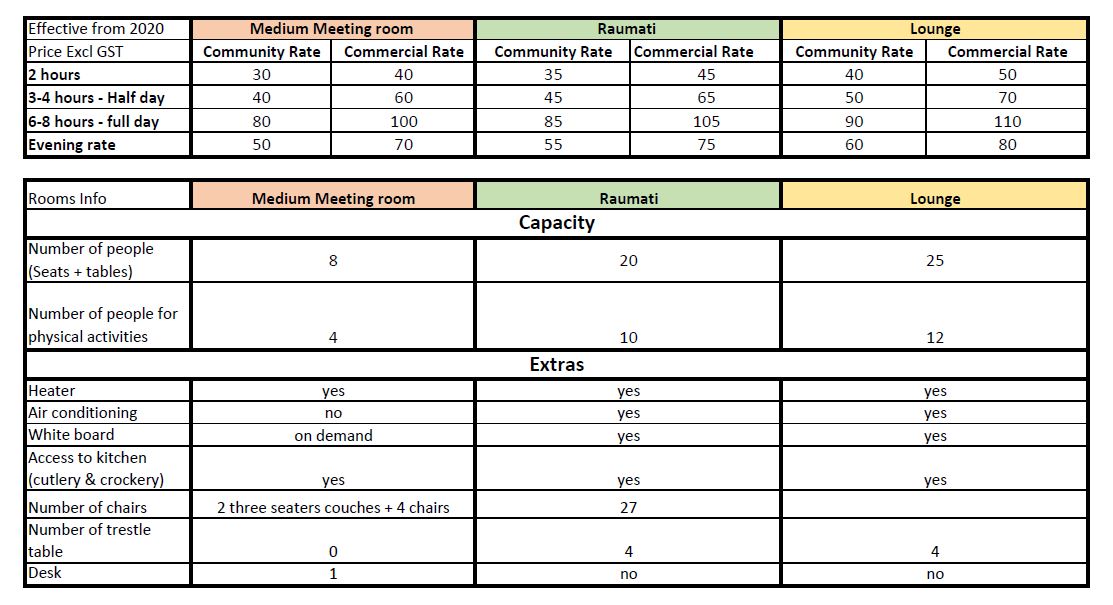 Effective from 2020 Medium Meeting room Raumati Lounge
Price Excl GST Community Rate Commercial Rate Community Rate Commercial Rate Community Rate Commercial Rate
2 hours 30 40 35 45 40 50
3-4 hours - Half day 40 60 45 65 50 70
6-8 hours - full day 80 100 85 105 90 110
Evening rate 50 70 55 75 60 80
Rooms Info Medium Meeting room Raumati Lounge
Capacity
Number of people
(Seats + tables) 8 20 25
Number of people for
physical activities 4 10 12
Extras
Heater yes yes yes
Air conditioning no yes yes
White board on demand yes yes
Access to kitchen
(cutlery & crockery) yes yes yes
Number of chairs 2 three seaters couches + 4 chairs 27
Number of trestle
table 0 4 4
Desk 1 no no